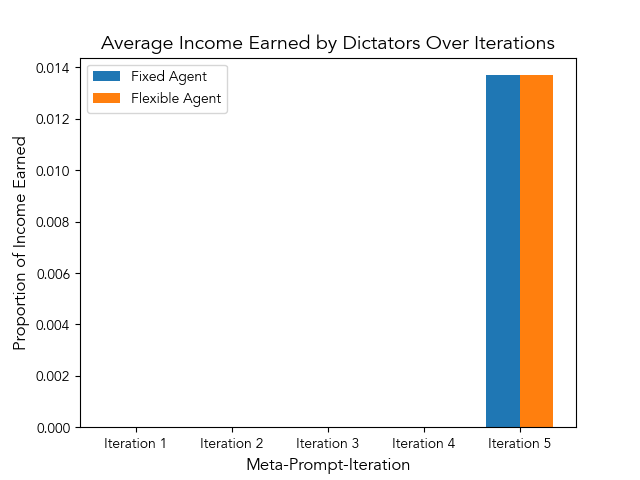 Average Income Earned by Dictators Over Iterations
Fixed Agent
Flexible Agent
Proportion of Income Earned
0.014
0.012
0.010
0.008
0.006
0.004
0.002
0.000
Iteration 1
Iteration 2
Iteration 3
Iteration 4
Iteration 5
Meta-Prompt-Iteration